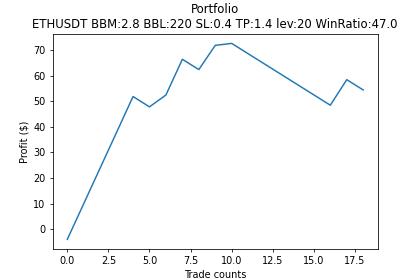 Portfolio
ETHUSDT BBM:2.8 BBL:220 SL:0.4 TP:1.4 lev:20 WinRatio:47.0
Profit ($)
70
60
50
40
30
20
10
0
0.0 2.5 5.0 7.5 10.0 12.5 15.0 17.5
Trade counts